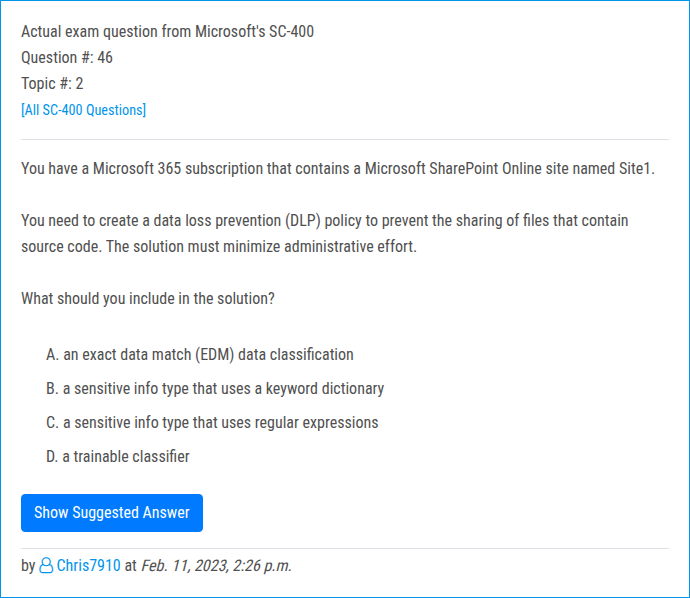 Actual exam question from Microsoft's SC-400
Question #: 46
Topic #: 2
[All SC-400 Questions]
You have a Microsoft 365 subscription that contains a Microsoft SharePoint Online site named Site1.
You need to create a data loss prevention (DLP) policy to prevent the sharing of files that contain
source code. The solution must minimize administrative effort.
What should you include in the solution?
A. an exact data match (EDM) data classification
B. a sensitive info type that uses a keyword dictionary
C. a sensitive info type that uses regular expressions
D. a trainable classifier
Show Suggested Answer
by Chris7910 at Feb. 11, 2023, 2:26 p.m.